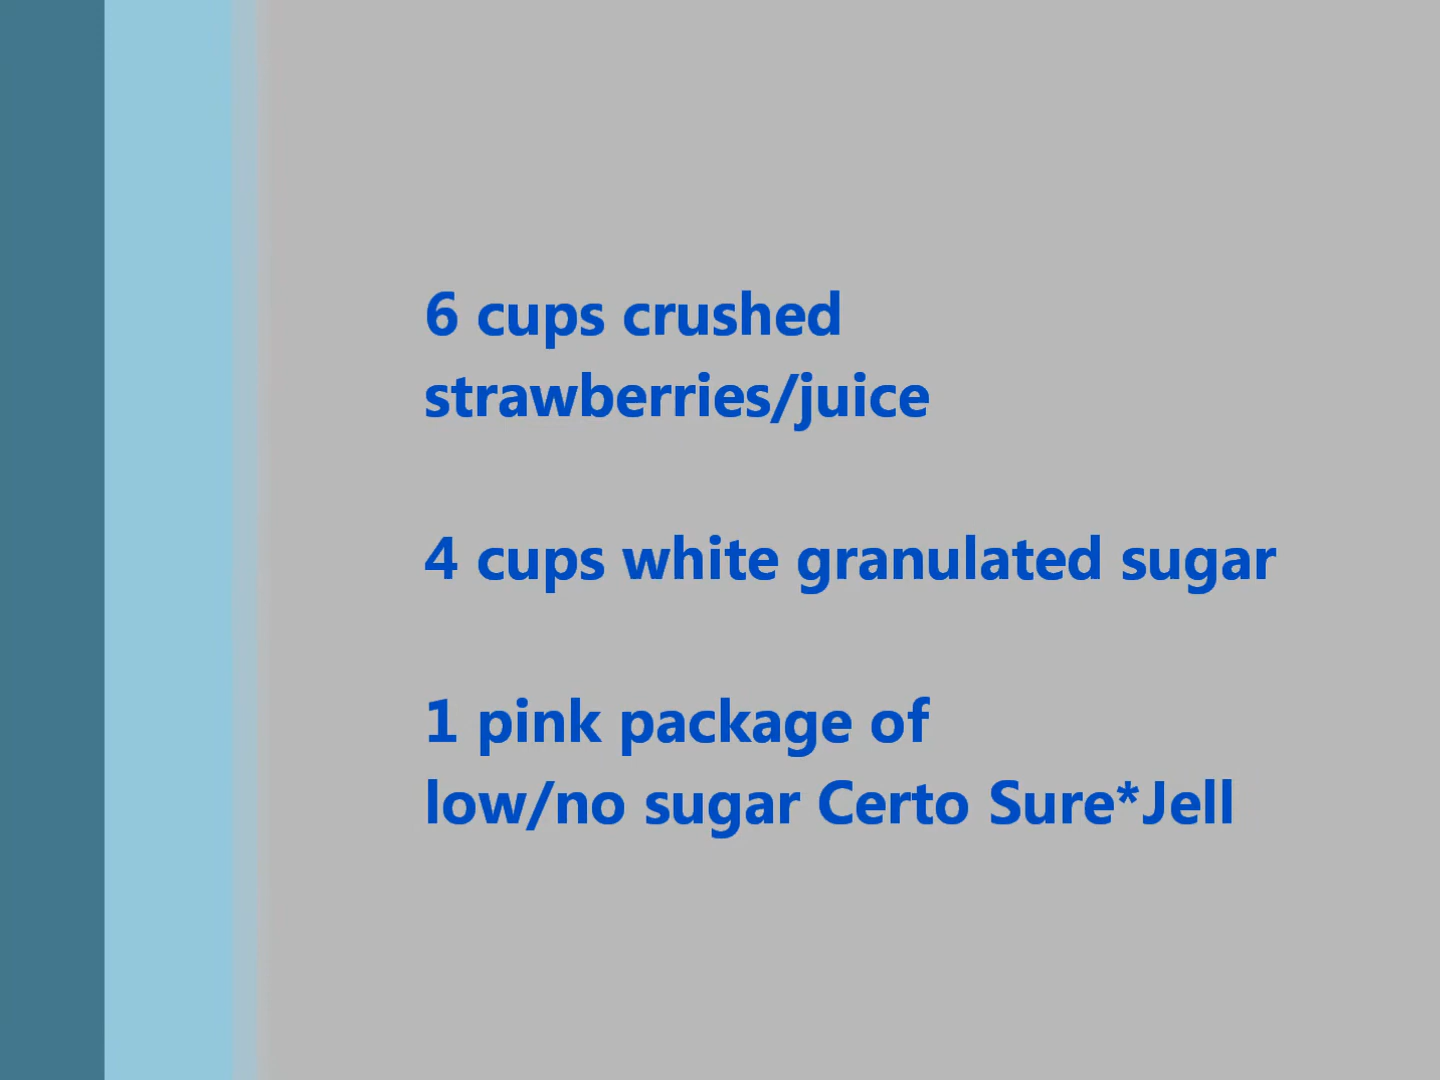 6 cups crushed
strawberries/juice
4 cups white granulated sugar
1 pink package of
low/no sugar Certo Sure*Jell